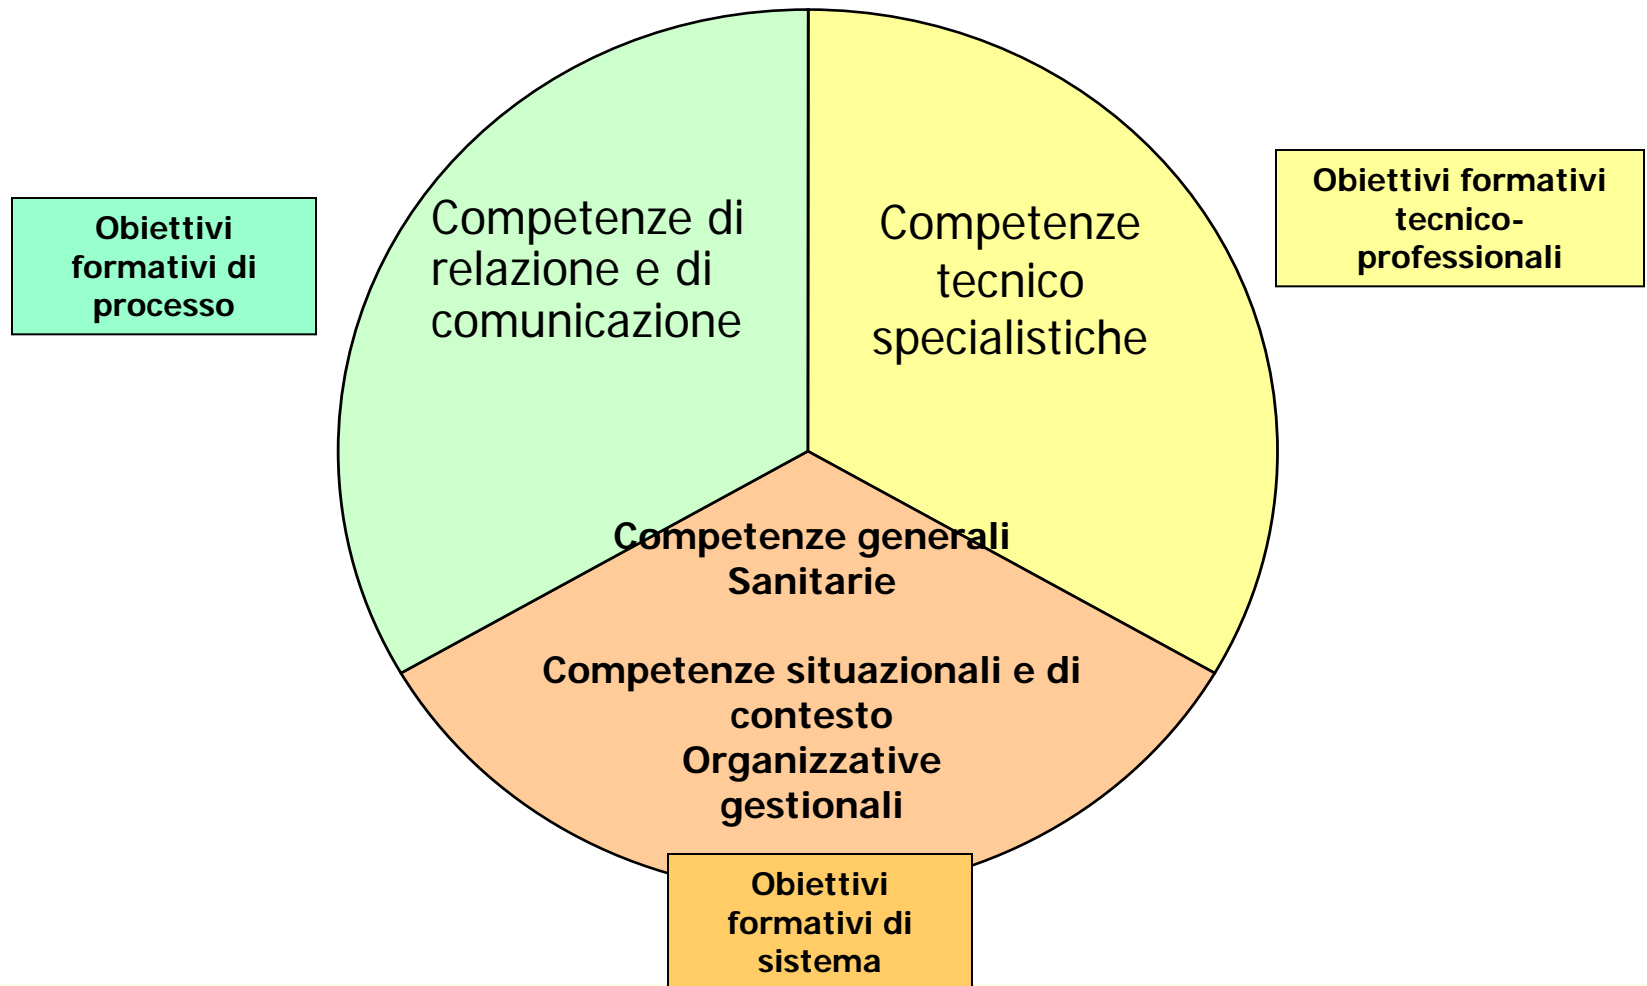 Obiettivi
formativi di
processo
Competenze di
relazione e di
comunicazione
Competenze
tecnico
specialistiche
Obiettivi formativi
tecnico-
professionali
Competenze generali
Sanitarie
Competenze situazionali e di
contesto
Organizzative
gestionali
Obiettivi
formativi di
sistema